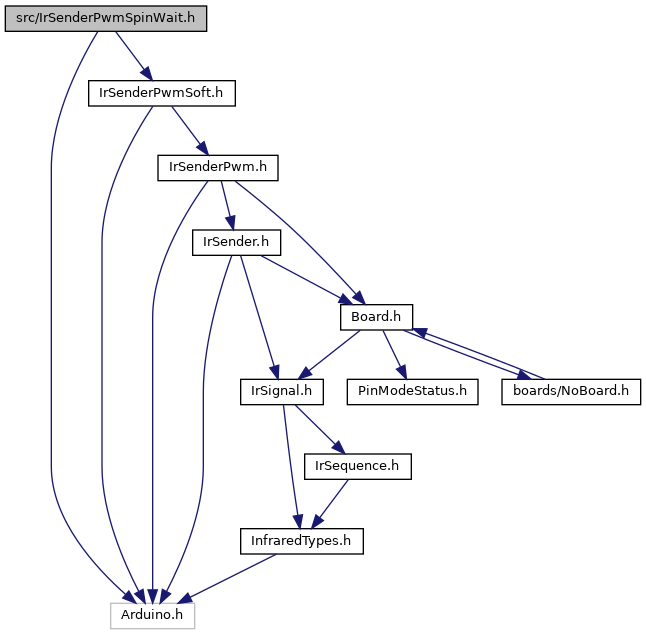 src/IrSenderPwmSpinWait.h
IrSenderPwmSoft.h
IrSenderPwm.h
IrSender.h
Board.h
IrSignal.h
PinModeStatus.h
boards/NoBoard.h
IrSequence.h
InfraredTypes.h
Arduino.h